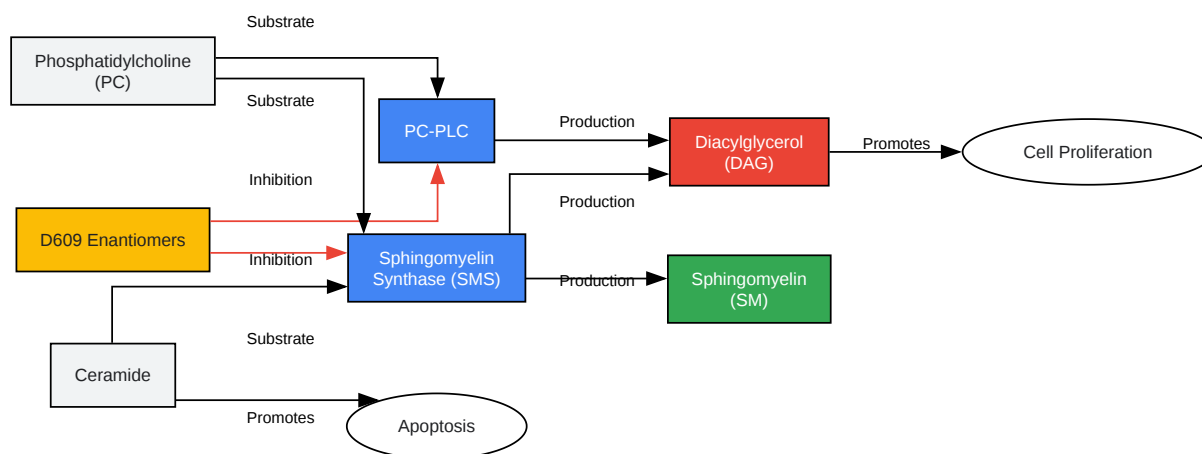 Substrate
Phosphatidylcholine
(PC)
Substrate
PC-PLC
Production
Diacylglycerol
(DAG)
Promotes
Cell Proliferation
Inhibition
Production
D609 Enantiomers
Inhibition
Sphingomyelin
Synthase (SMS)
Production
Sphingomyelin
(SM)
Substrate
Ceramide
Promotes
Apoptosis